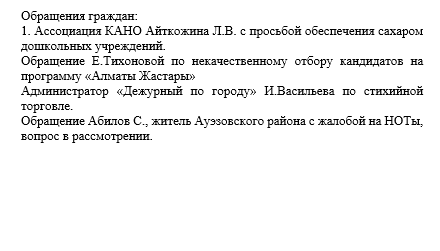 Обращения граждан:
1. Ассоциация КАНО Айткожина Л.В. с просьбой обеспечения сахаром
дошкольных учреждений.
Обращение Е.Тихоновой по некачественному отбору кандидатов на
программу «Алматы Жастары»
Администратор «Дежурный по городу» И.Васильева по стихийной
торговле.
Обращение Абилов С., житель Ауэзовского района с жалобой на НОТы,
вопрос в рассмотрении.